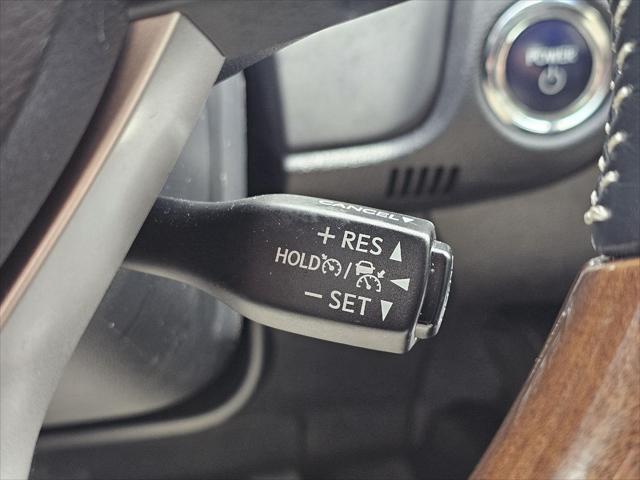 POWER
CANCEL▼
+ RES ▲
HOLD / ◀
− SET ▼